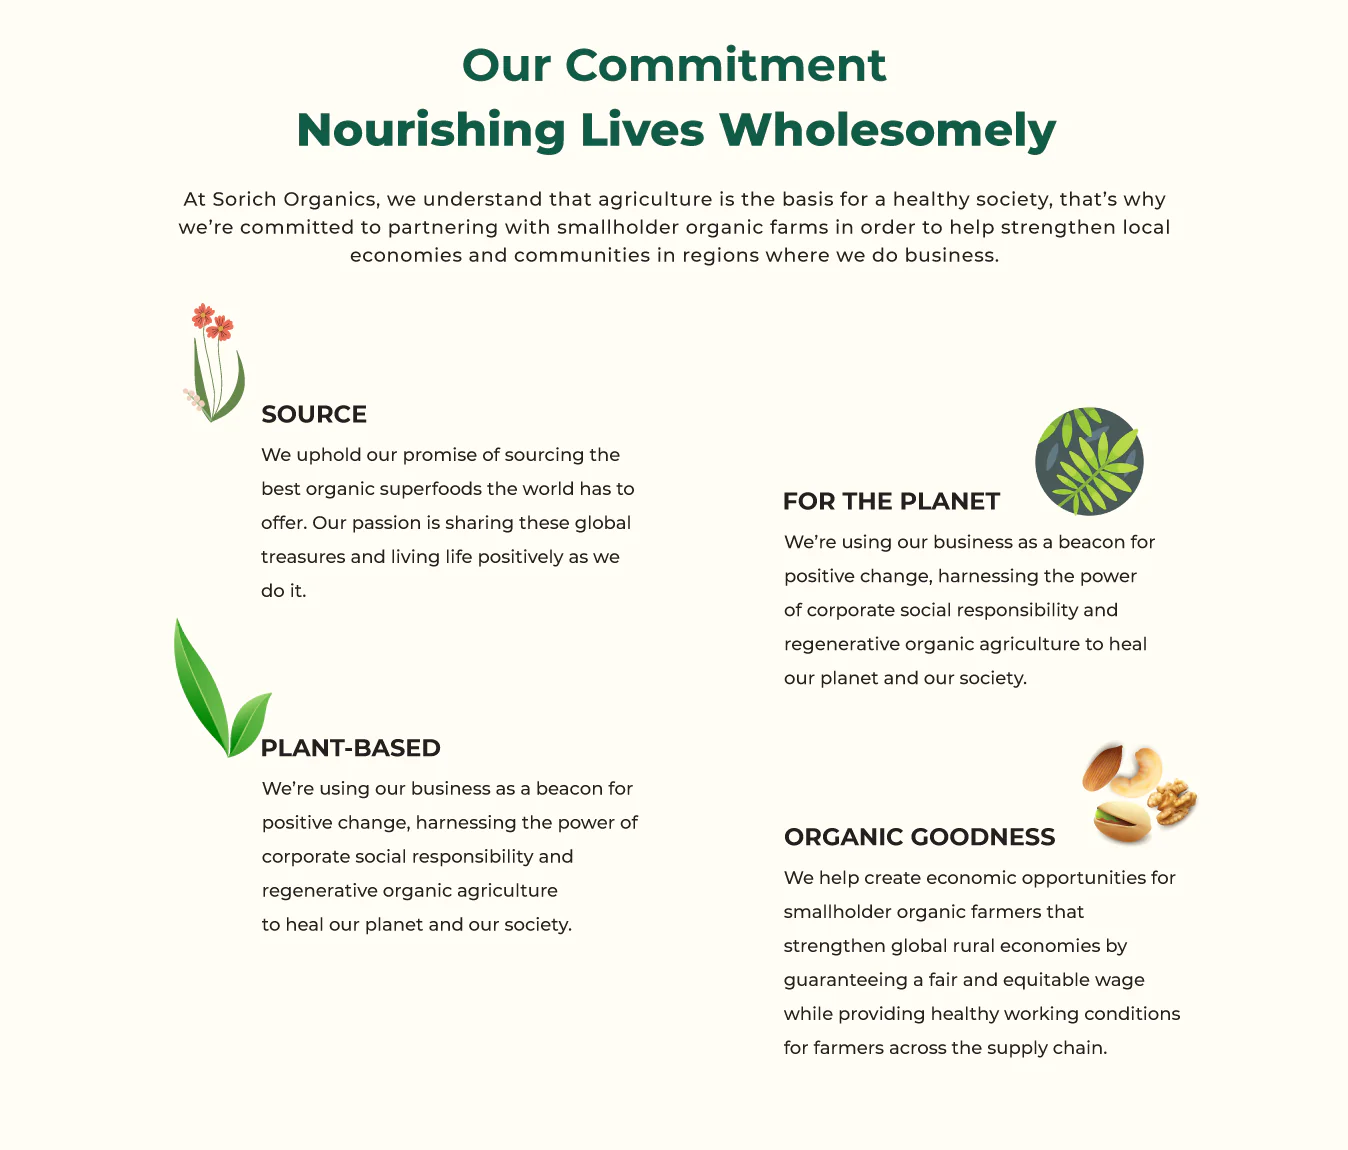 Our Commitment
Nourishing Lives Wholesomely
At Sorich Organics, we understand that agriculture is the basis for a healthy society, that’s why
we’re committed to partnering with smallholder organic farms in order to help strengthen local
economies and communities in regions where we do business.
SOURCE
We uphold our promise of sourcing the
best organic superfoods the world has to
offer. Our passion is sharing these global
treasures and living life positively as we
do it.
FOR THE PLANET
We’re using our business as a beacon for
positive change, harnessing the power
of corporate social responsibility and
regenerative organic agriculture to heal
our planet and our society.
PLANT-BASED
We’re using our business as a beacon for
positive change, harnessing the power of
corporate social responsibility and
regenerative organic agriculture
to heal our planet and our society.
ORGANIC GOODNESS
We help create economic opportunities for
smallholder organic farmers that
strengthen global rural economies by
guaranteeing a fair and equitable wage
while providing healthy working conditions
for farmers across the supply chain.